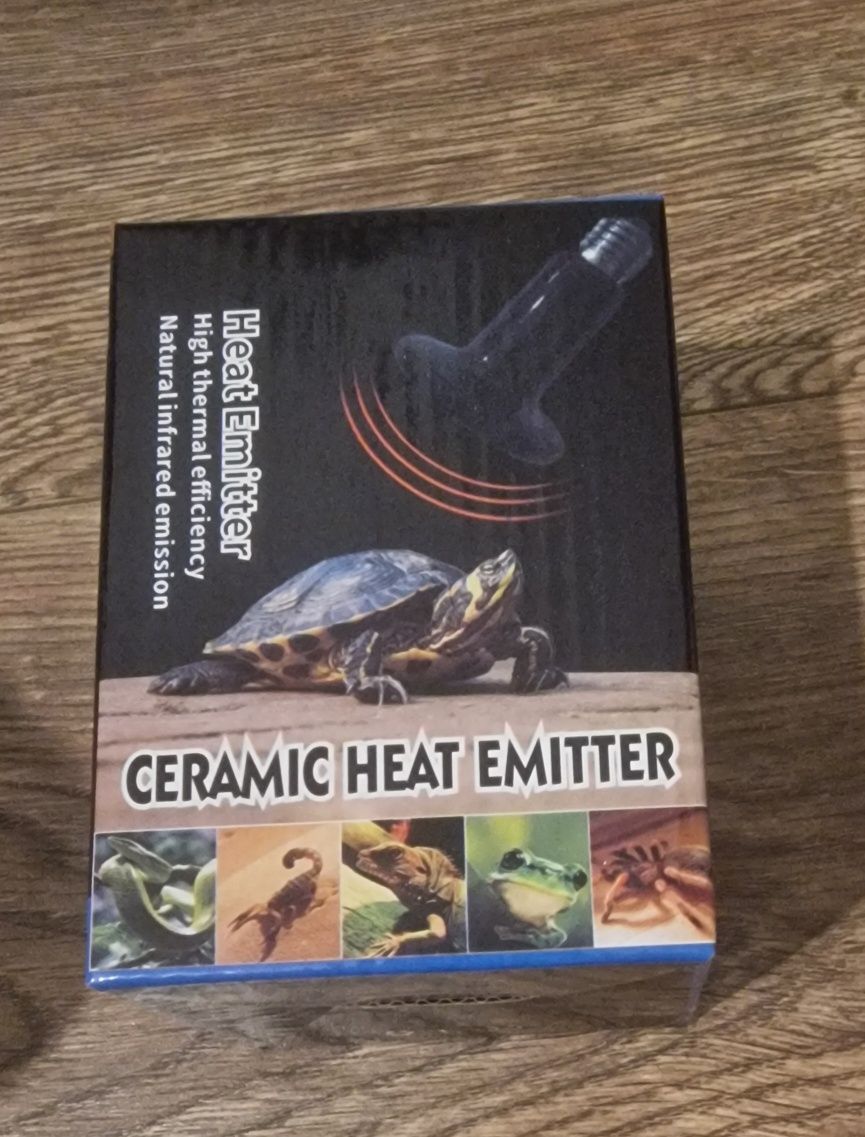 Heat Emitter
High thermal efficiency
Natural infrared emission
CERAMIC HEAT EMITTER